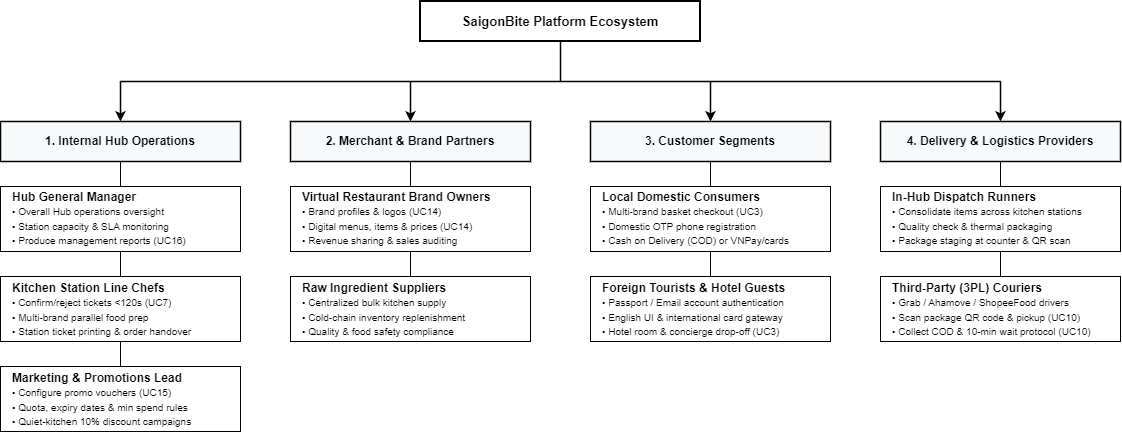 SaigonBite Platform Ecosystem
1. Internal Hub Operations
Hub General Manager
• Overall Hub operations oversight
• Station capacity & SLA monitoring
• Produce management reports (UC16)
Kitchen Station Line Chefs
• Confirm/reject tickets <120s (UC7)
• Multi-brand parallel food prep
• Station ticket printing & order handover
Marketing & Promotions Lead
• Configure promo vouchers (UC15)
• Quota, expiry dates & min spend rules
• Quiet-kitchen 10% discount campaigns
2. Merchant & Brand Partners
Virtual Restaurant Brand Owners
• Brand profiles & logos (UC14)
• Digital menus, items & prices (UC14)
• Revenue sharing & sales auditing
Raw Ingredient Suppliers
• Centralized bulk kitchen supply
• Cold-chain inventory replenishment
• Quality & food safety compliance
3. Customer Segments
Local Domestic Consumers
• Multi-brand basket checkout (UC3)
• Domestic OTP phone registration
• Cash on Delivery (COD) or VNPay/cards
Foreign Tourists & Hotel Guests
• Passport / Email account authentication
• English UI & international card gateway
• Hotel room & concierge drop-off (UC3)
4. Delivery & Logistics Providers
In-Hub Dispatch Runners
• Consolidate items across kitchen stations
• Quality check & thermal packaging
• Package staging at counter & QR scan
Third-Party (3PL) Couriers
• Grab / Ahamove / ShopeeFood drivers
• Scan package QR code & pickup (UC10)
• Collect COD & 10-min wait protocol (UC10)